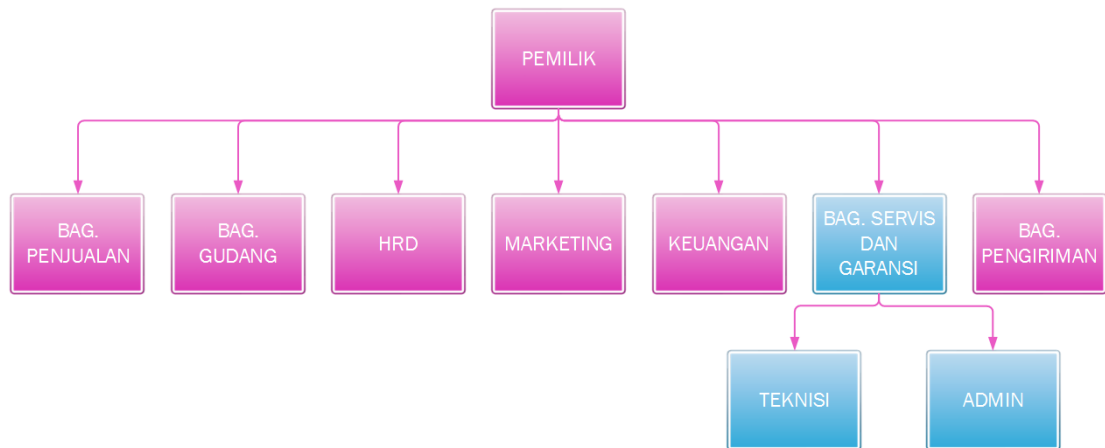 PEMILIK
BAG.
PENJUALAN
BAG.
GUDANG
HRD
MARKETING
KEUANGAN
BAG. SERVIS
DAN
GARANSI
BAG.
PENGIRIMAN
TEKNISI
ADMIN